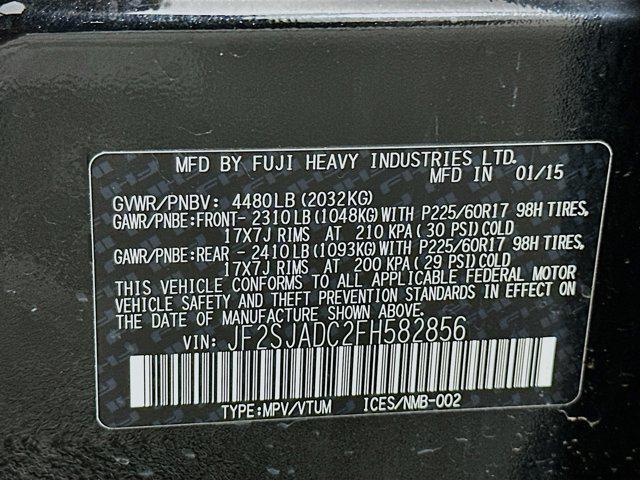 MFD BY FUJI HEAVY INDUSTRIES LTD.
MFD IN 01/15
GVWR/PNBV: 4480LB(2032KG)
GAWR/PNBE:FRONT- 2310LB(1048KG)WITH P225/60R17 98H TIRES,
17X7J RIMS AT 210 KPA(30 PSI)COLD
GAWR/PNBE:REAR - 2410LB(1093KG)WITH P225/60R17 98H TIRES,
17X7J RIMS AT 200 KPA(29 PSI)COLD
THIS VEHICLE CONFORMS TO ALL APPLICABLE FEDERAL MOTOR
VEHICLE SAFETY AND THEFT PREVENTION STANDARDS IN EFFECT ON
THE DATE OF MANUFACTURE SHOWN ABOVE.
VIN: JF2SJADC2FH582856
TYPE:MPV/VTUM ICES/NMB-002